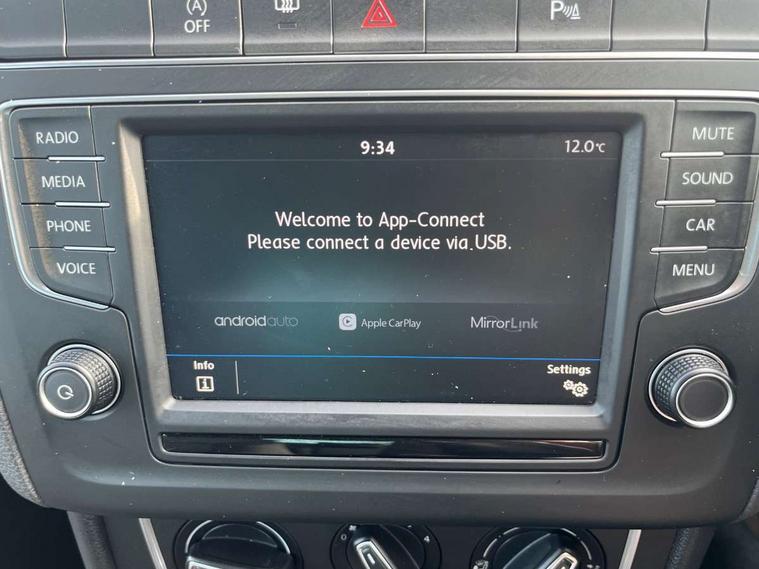 OFF
P
9:34
12.0°C
RADIO
MEDIA
PHONE
VOICE
MUTE
SOUND
CAR
MENU
Welcome to App-Connect
Please connect a device via USB.
androidauto
Apple CarPlay
MirrorLink
Info
Settings
4